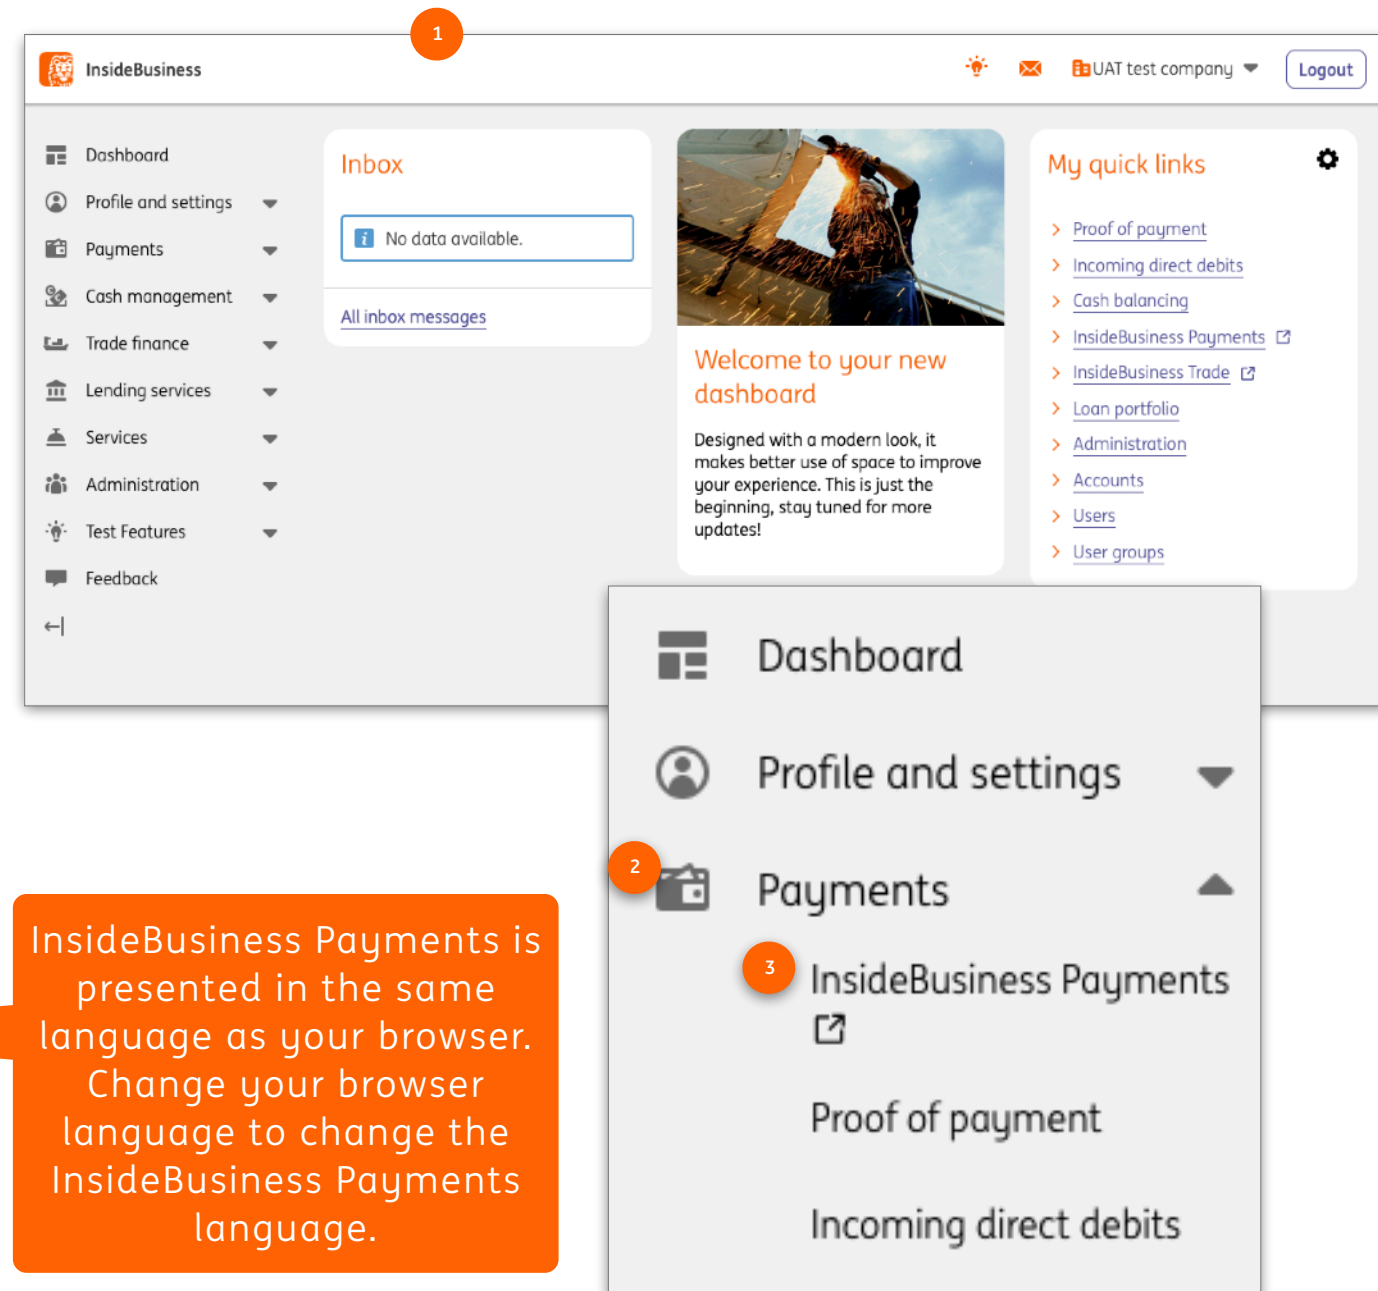 1
InsideBusiness
UAT test company
Logout
Dashboard
Profile and settings
Payments
Cash management
Trade finance
Lending services
Services
Administration
Test Features
Feedback
Inbox
No data available.
All inbox messages
Welcome to your new
dashboard
Designed with a modern look, it
makes better use of space to improve
your experience. This is just the
beginning, stay tuned for more
updates!
My quick links
Proof of payment
Incoming direct debits
Cash balancing
InsideBusiness Payments
InsideBusiness Trade
Loan portfolio
Administration
Accounts
Users
User groups
Dashboard
Profile and settings
2
Payments
3
InsideBusiness Payments
Proof of payment
Incoming direct debits
InsideBusiness Payments is
presented in the same
language as your browser.
Change your browser
language to change the
InsideBusiness Payments
language.